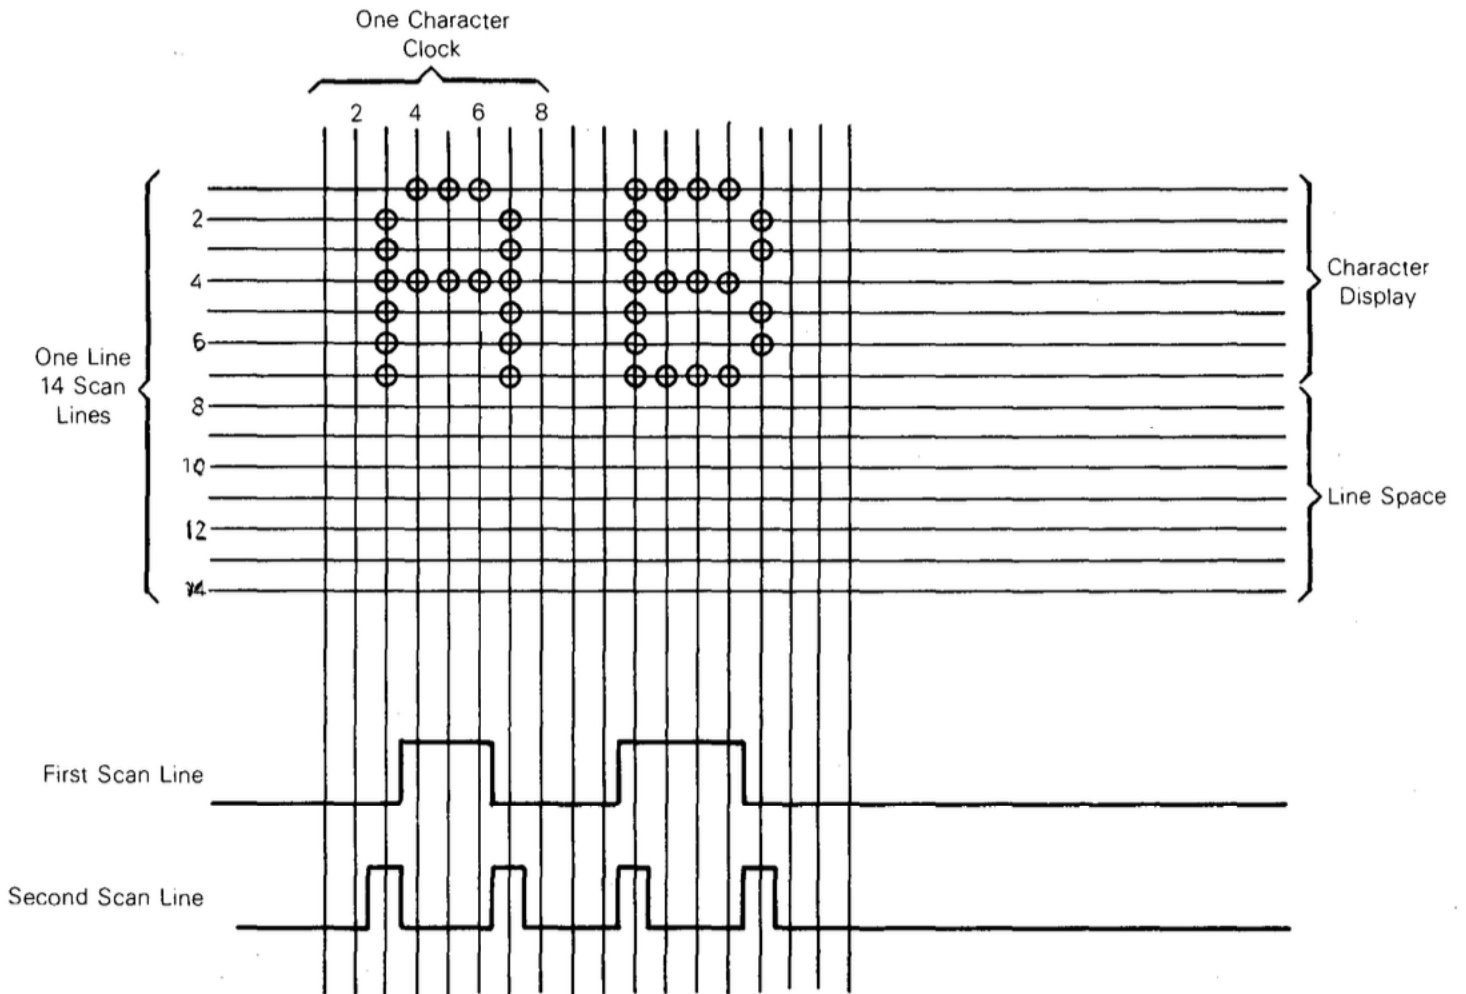 One Character
Clock
2 4 6 8
2
4
6
8
10
12
14
One Line
14 Scan
Lines
Character
Display
Line Space
First Scan Line
Second Scan Line